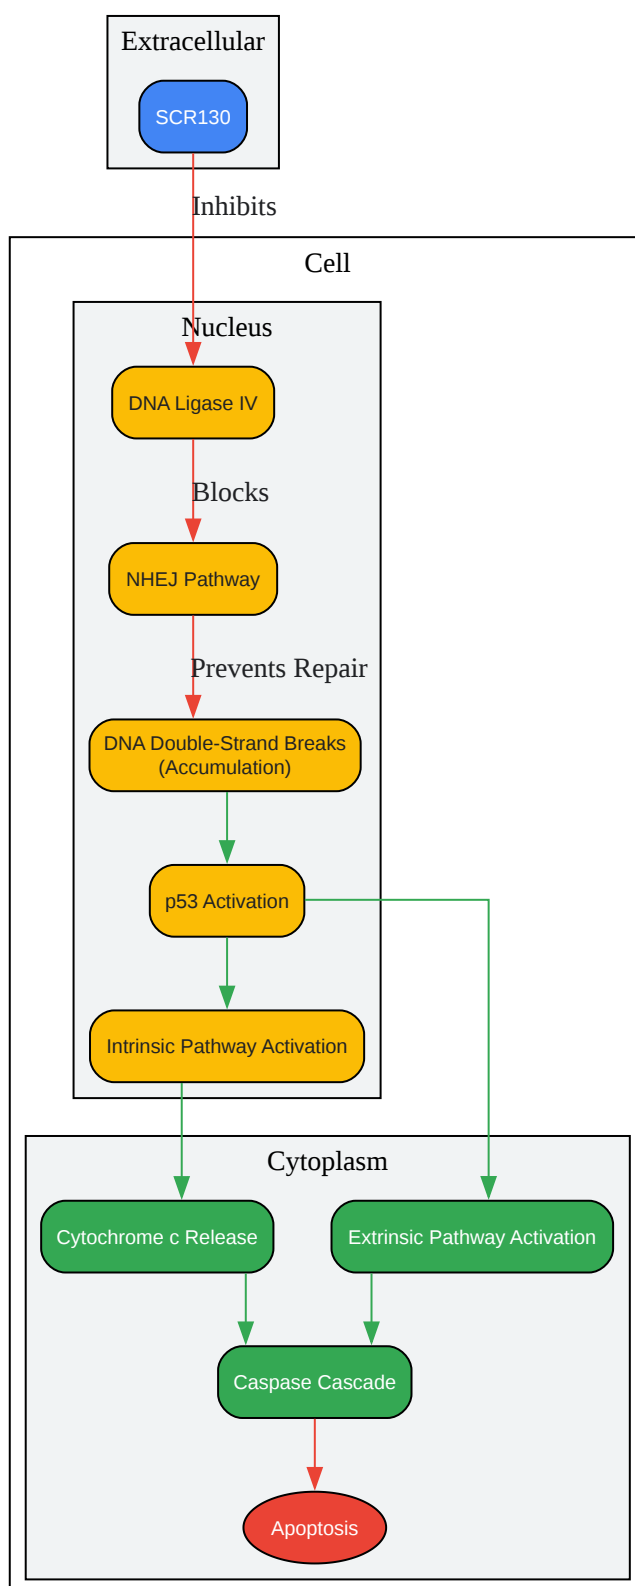 Extracellular
SCR130
Inhibits
Cell
Nucleus
DNA Ligase IV
Blocks
NHEJ Pathway
Prevents Repair
DNA Double-Strand Breaks
(Accumulation)
p53 Activation
Intrinsic Pathway Activation
Cytoplasm
Cytochrome c Release
Extrinsic Pathway Activation
Caspase Cascade
Apoptosis